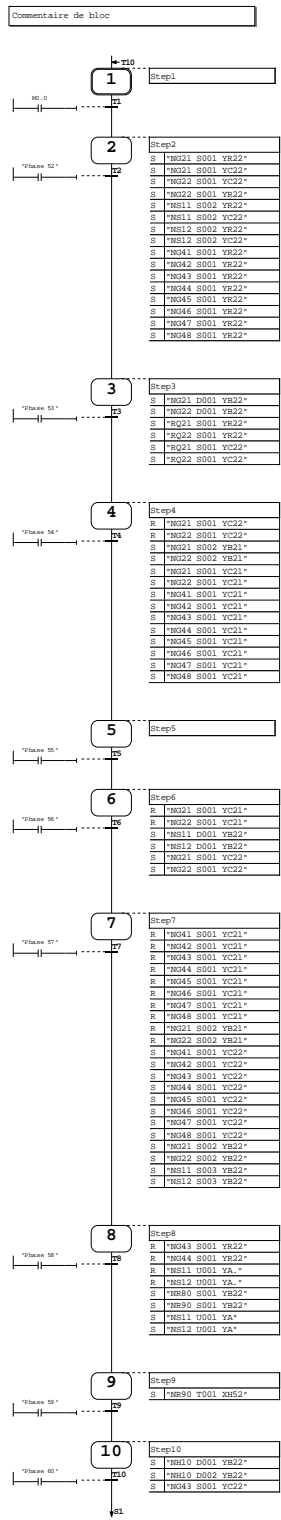 Commentaire de bloc
T10
1
Step1
M0.0
T1
2
Step2
S "NG21 S001 YR22"
"Phase 52"
T2
S "NG21 S001 YC22"
S "NG22 S001 YR22"
S "NG22 S001 YC22"
S "NS11 S002 YR22"
S "NS11 S002 YC22"
S "NS12 S002 YR22"
S "NS12 S002 YC22"
S "NG41 S001 YR22"
S "NG42 S001 YR22"
S "NG43 S001 YR22"
S "NG44 S001 YR22"
S "NG45 S001 YR22"
S "NG46 S001 YR22"
S "NG47 S001 YR22"
S "NG48 S001 YR22"
3
Step3
S "NG21 D001 YB22"
"Phase 53"
T3
S "NG22 D001 YB22"
S "RQ21 S001 YR22"
S "RQ22 S001 YR22"
S "RQ21 S001 YC22"
S "RQ22 S001 YC22"
4
Step4
R "NG21 S001 YC22"
"Phase 54"
T4
R "NG22 S001 YC22"
S "NG21 S002 YB21"
S "NG22 S002 YB21"
S "NG21 S001 YC21"
S "NG22 S001 YC21"
S "NG41 S001 YC21"
S "NG42 S001 YC21"
S "NG43 S001 YC21"
S "NG44 S001 YC21"
S "NG45 S001 YC21"
S "NG46 S001 YC21"
S "NG47 S001 YC21"
S "NG48 S001 YC21"
5
Step5
"Phase 55"
T5
6
Step6
R "NG21 S001 YC21"
"Phase 56"
T6
R "NG22 S001 YC21"
S "NS11 D001 YB22"
S "NS12 D001 YB22"
S "NG21 S001 YC22"
S "NG22 S001 YC22"
7
Step7
R "NG41 S001 YC21"
"Phase 57"
T7
R "NG42 S001 YC21"
R "NG43 S001 YC21"
R "NG44 S001 YC21"
R "NG45 S001 YC21"
R "NG46 S001 YC21"
R "NG47 S001 YC21"
R "NG48 S001 YC21"
R "NG21 S002 YB21"
R "NG22 S002 YB21"
S "NG41 S001 YC22"
S "NG42 S001 YC22"
S "NG43 S001 YC22"
S "NG44 S001 YC22"
S "NG45 S001 YC22"
S "NG46 S001 YC22"
S "NG47 S001 YC22"
S "NG48 S001 YC22"
S "NG21 S002 YB22"
S "NG22 S002 YB22"
S "NS11 S003 YB22"
S "NS12 S003 YB22"
8
Step8
R "NG43 S001 YR22"
"Phase 58"
T8
R "NG44 S001 YR22"
R "NS11 U001 YA."
R "NS12 U001 YA."
S "NR80 S001 YB22"
S "NR90 S001 YB22"
S "NS11 U001 YA"
S "NS12 U001 YA"
9
Step9
S "NR90 T001 XH52"
"Phase 59"
T9
10
Step10
S "NH10 D001 YB22"
"Phase 60"
T10
S "NH10 D002 YB22"
S "NG43 S001 YC22"
S1